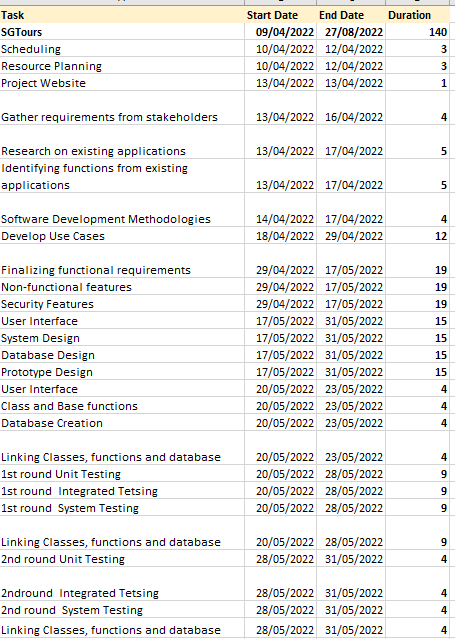 Task Start Date End Date Duration
SGTours 09/04/2022 27/08/2022 140
Scheduling 10/04/2022 12/04/2022 3
Resource Planning 10/04/2022 12/04/2022 3
Project Website 13/04/2022 13/04/2022 1
Gather requirements from stakeholders 13/04/2022 16/04/2022 4
Research on existing applications 13/04/2022 17/04/2022 5
Identifying functions from existing
applications 13/04/2022 17/04/2022 5
Software Development Methodologies 14/04/2022 17/04/2022 4
Develop Use Cases 18/04/2022 29/04/2022 12
Finalizing functional requirements 29/04/2022 17/05/2022 19
Non-functional features 29/04/2022 17/05/2022 19
Security Features 29/04/2022 17/05/2022 19
User Interface 17/05/2022 31/05/2022 15
System Design 17/05/2022 31/05/2022 15
Database Design 17/05/2022 31/05/2022 15
Prototype Design 17/05/2022 31/05/2022 15
User Interface 20/05/2022 23/05/2022 4
Class and Base functions 20/05/2022 23/05/2022 4
Database Creation 20/05/2022 23/05/2022 4
Linking Classes, functions and database 20/05/2022 23/05/2022 4
1st round Unit Testing 20/05/2022 28/05/2022 9
1st round  Integrated Tetsing 20/05/2022 28/05/2022 9
1st round  System Testing 20/05/2022 28/05/2022 9
Linking Classes, functions and database 20/05/2022 28/05/2022 9
2nd round Unit Testing 28/05/2022 31/05/2022 4
2ndround  Integrated Tetsing 28/05/2022 31/05/2022 4
2nd round  System Testing 28/05/2022 31/05/2022 4
Linking Classes, functions and database 28/05/2022 31/05/2022 4